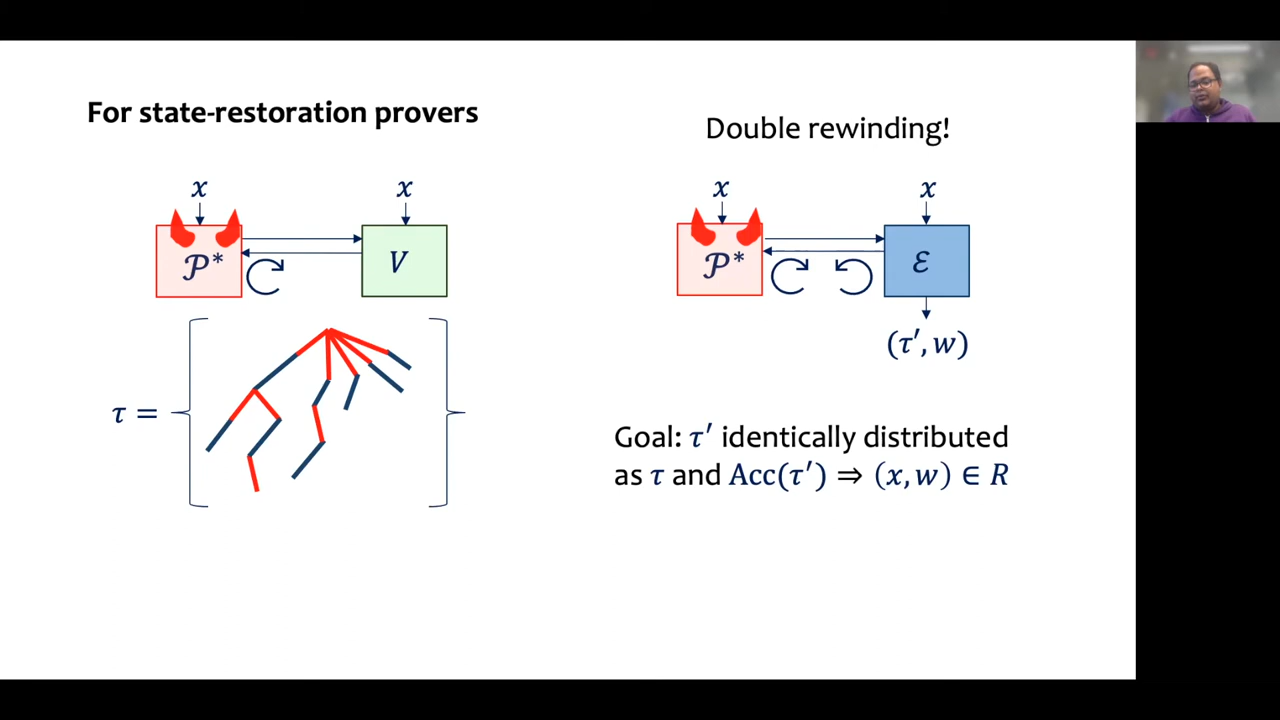 For state-restoration provers
x x
𝒫* V
τ =
Double rewinding!
x x
𝒫* ℰ
(τ′, w)
Goal: τ′ identically distributed
as τ and Acc(τ′) ⇒ (x, w) ∈ R